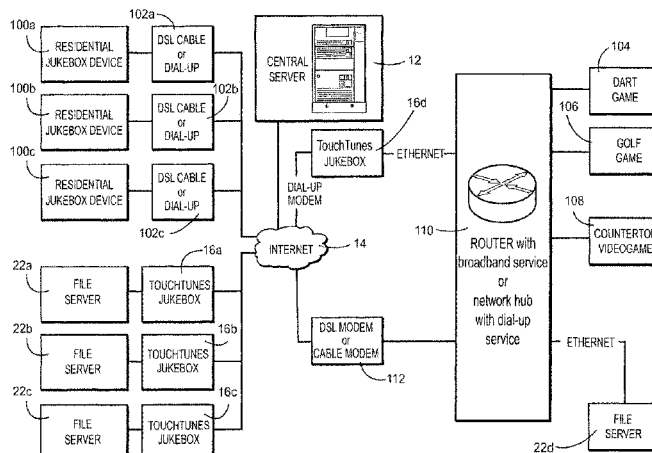 100a
RESIDENTIAL
JUKEBOX DEVICE
102a
DSL CABLE
or
DIAL-UP
100b
RESIDENTIAL
JUKEBOX DEVICE
DSL CABLE
or
DIAL-UP
102b
100c
RESIDENTIAL
JUKEBOX DEVICE
DSL CABLE
or
DIAL-UP
102c
CENTRAL
SERVER
12
TouchTunes
JUKEBOX
16d
ETHERNET
DIAL-UP
MODEM
INTERNET
14
22a
FILE
SERVER
16a
TOUCHTUNES
JUKEBOX
22b
FILE
SERVER
16b
TOUCHTUNES
JUKEBOX
22c
FILE
SERVER
16c
TOUCHTUNES
JUKEBOX
DSL MODEM
or
CABLE MODEM
112
110
ROUTER with
broadband service
or
network hub
with dial-up
service
104
DART
GAME
106
GOLF
GAME
108
COUNTERTOP
VIDEOGAME
ETHERNET
FILE
SERVER
22d